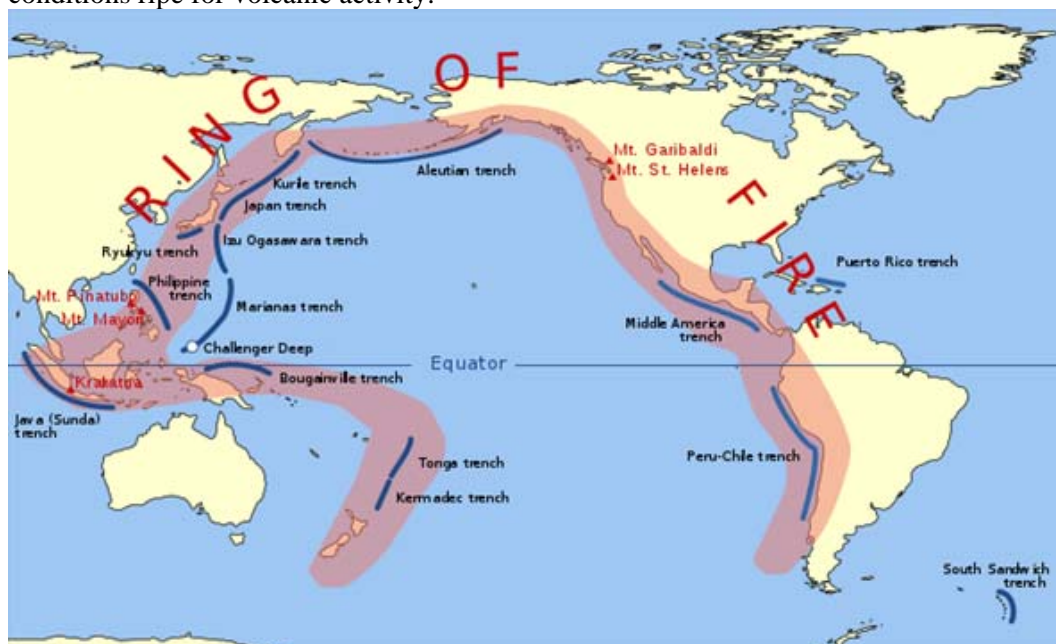 conditions ripe for volcanic activity.
RING OF FIRE
Mt. Garibaldi
Mt. St. Helens
Aleutian trench
Kurile trench
Japan trench
Izu Ogasawara trench
Ryukyu trench
Philippine
trench
Puerto Rico trench
Mt. Pinatubo
Mt. Mayon
Marianas trench
Middle America
trench
Challenger Deep
Equator
Krakatoa
Bougainville trench
Java (Sunda)
trench
Tonga trench
Kermadec trench
Peru-Chile trench
South Sandwich
trench